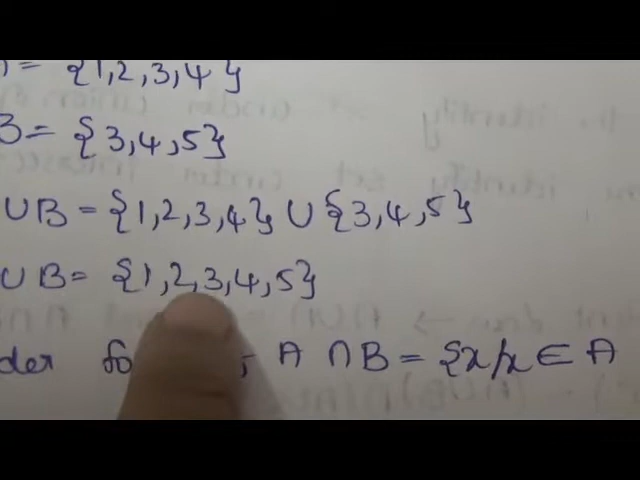 = {1,2,3,4}
B = {3,4,5}
∪B = {1,2,3,4} ∪ {3,4,5}
∪B = {1,2,3,4,5}
A ∩B = {x/x ∈ A